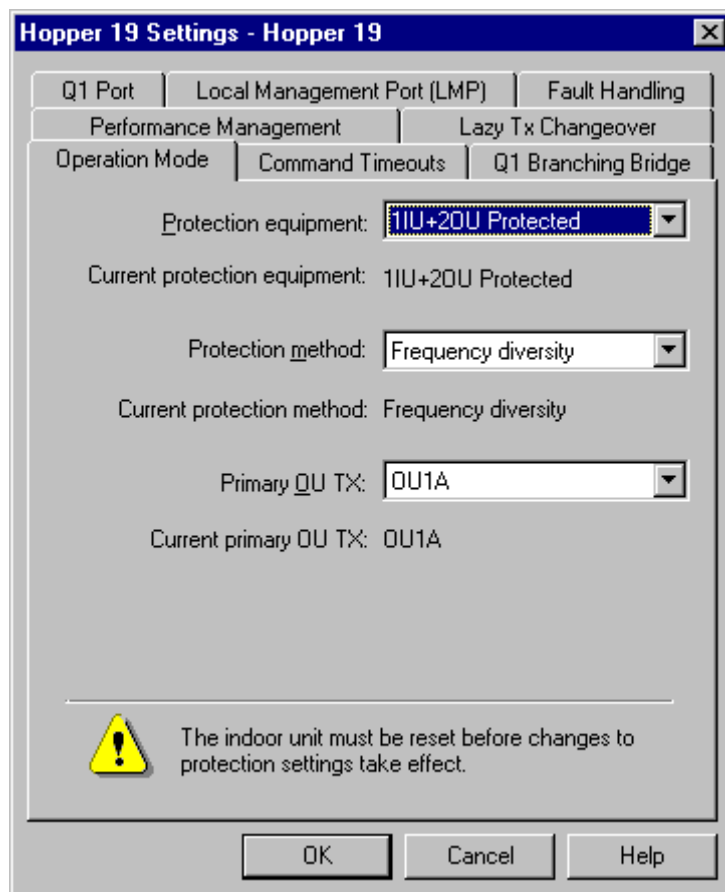 Hopper 19 Settings - Hopper 19
Q1 Port Local Management Port (LMP) Fault Handling
Performance Management Lazy Tx Changeover
Operation Mode Command Timeouts Q1 Branching Bridge
Protection equipment: 1IU+2OU Protected
Current protection equipment: 1IU+2OU Protected
Protection method: Frequency diversity
Current protection method: Frequency diversity
Primary OU TX: OU1A
Current primary OU TX: OU1A
The indoor unit must be reset before changes to
protection settings take effect.
OK Cancel Help